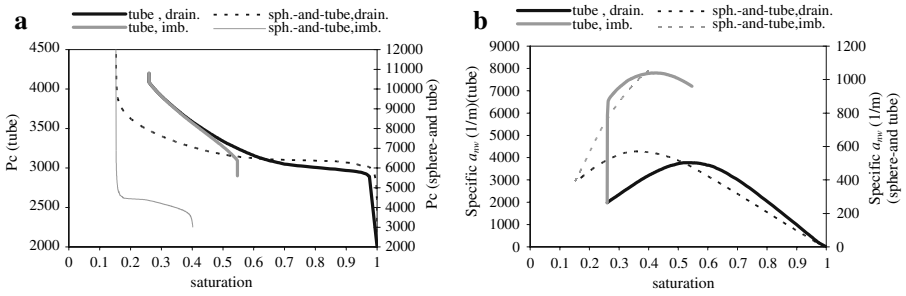 a
tube , drain.
sph.-and-tube,drain.
tube, imb.
sph.-and-tube,imb.
4500
4000
3500
3000
2500
2000
Pc (tube)
12000
11000
10000
9000
8000
7000
6000
5000
4000
3000
2000
Pc (sphere-and tube)
0 0.1 0.2 0.3 0.4 0.5 0.6 0.7 0.8 0.9 1
saturation
b
tube , drain.
sph.-and-tube,drain.
tube, imb.
sph.-and-tube,imb.
9000
8000
7000
6000
5000
4000
3000
2000
1000
0
Specific anw (1/m)(tube)
1200
1000
800
600
400
200
0
Specific anw (1/m)
(sphere-and tube)
0 0.1 0.2 0.3 0.4 0.5 0.6 0.7 0.8 0.9 1
saturation